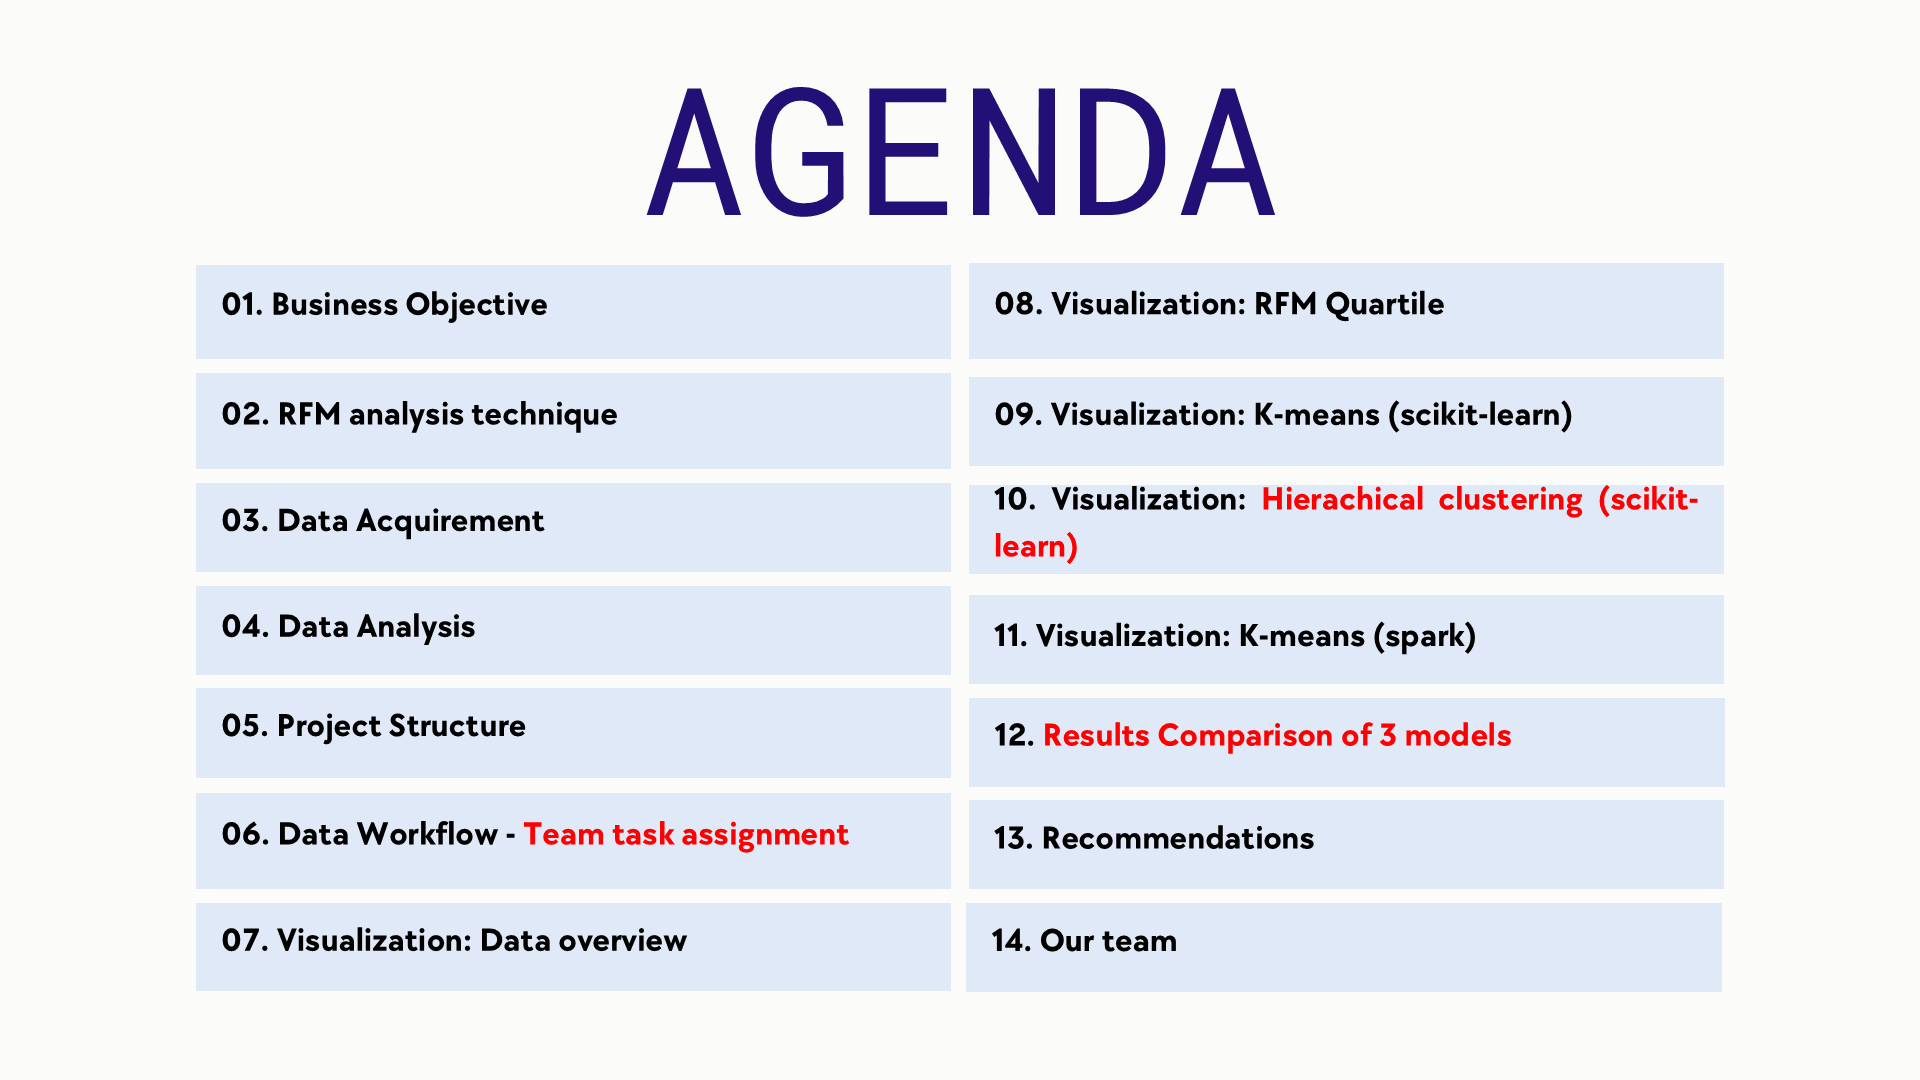 AGENDA
01. Business Objective
02. RFM analysis technique
03. Data Acquirement
04. Data Analysis
05. Project Structure
06. Data Workflow - Team task assignment
07. Visualization: Data overview
08. Visualization: RFM Quartile
09. Visualization: K-means (scikit-learn)
10. Visualization: Hierachical clustering (scikit-
learn)
11. Visualization: K-means (spark)
12. Results Comparison of 3 models
13. Recommendations
14. Our team